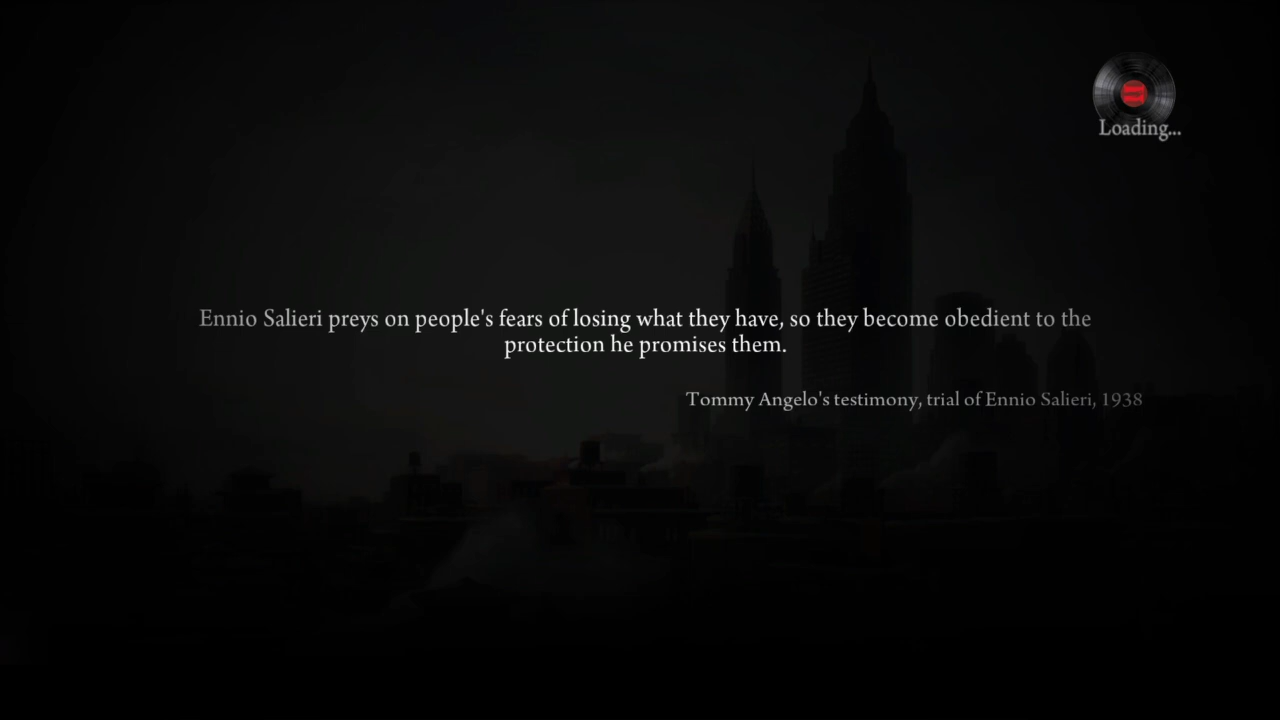 Loading...
Ennio Salieri preys on people's fears of losing what they have, so they become obedient to the
protection he promises them.
Tommy Angelo's testimony, trial of Ennio Salieri, 1938